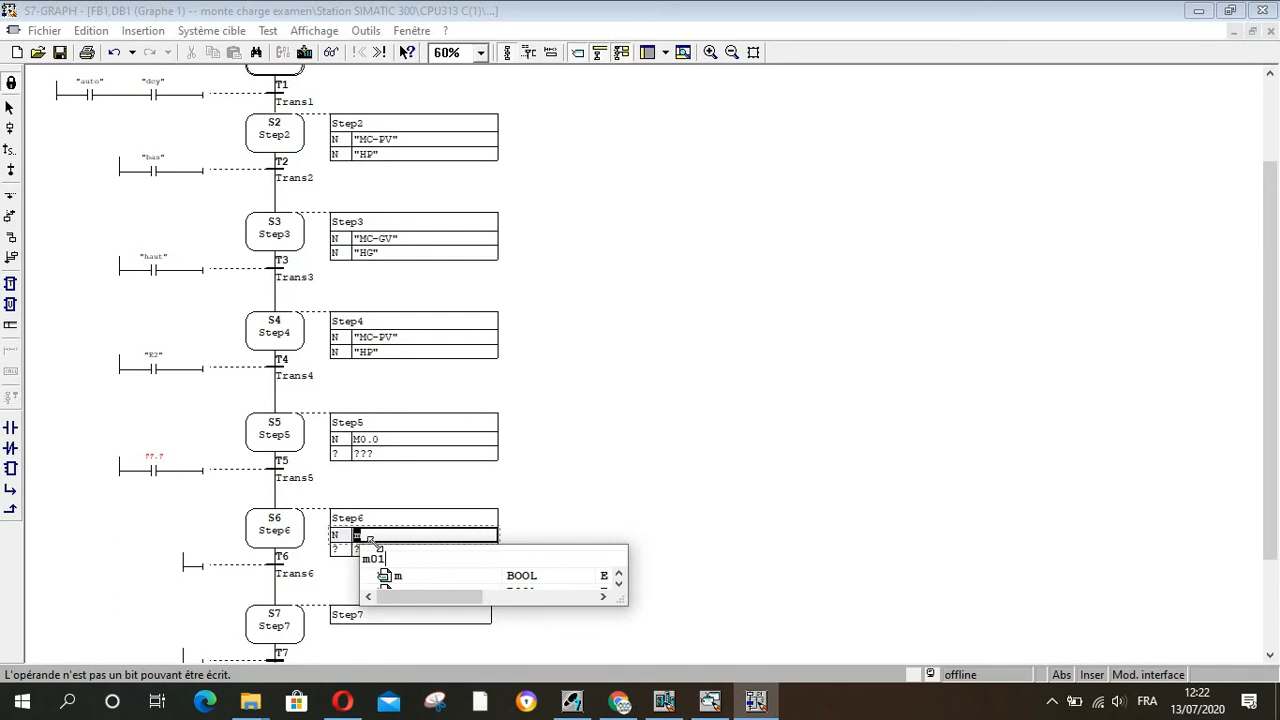 S7-GRAPH - [FB1,DB1 (Graphe 1) -- monte charge examen\Station SIMATIC 300\CPU313 C(1)\...]
Fichier Edition Insertion Système cible Test Affichage Outils Fenêtre ?
60%
"auto" "dcy"
T1
Trans1
S2
Step2
Step2
N "MC-PV"
N "HP"
"bas"
T2
Trans2
S3
Step3
Step3
N "MC-GV"
N "HG"
"haut"
T3
Trans3
S4
Step4
Step4
N "MC-PV"
N "HP"
"E2"
T4
Trans4
S5
Step5
Step5
N M0.0
? ???
??.?
T5
Trans5
S6
Step6
Step6
N
?
m01
m BOOL E
T6
Trans6
S7
Step7
Step7
T7
L'opérande n'est pas un bit pouvant être écrit.
offline
Abs Inser Mod. interface
FRA
12:22
13/07/2020